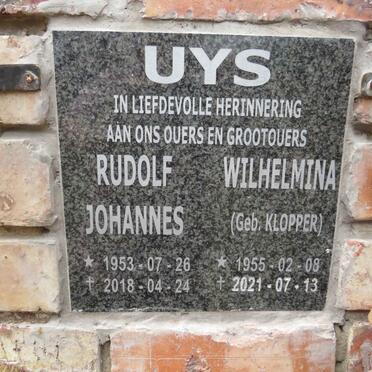 UYS
IN LIEFDEVOLLE HERINNERING
AAN ONS OUERS EN GROOTOUERS
RUDOLF WILHELMINA
JOHANNES (Geb. KLOPPER)
★ 1953 - 07 - 26 ★ 1955 - 02 - 08
† 2018 - 04 - 24 † 2021 - 07 - 13